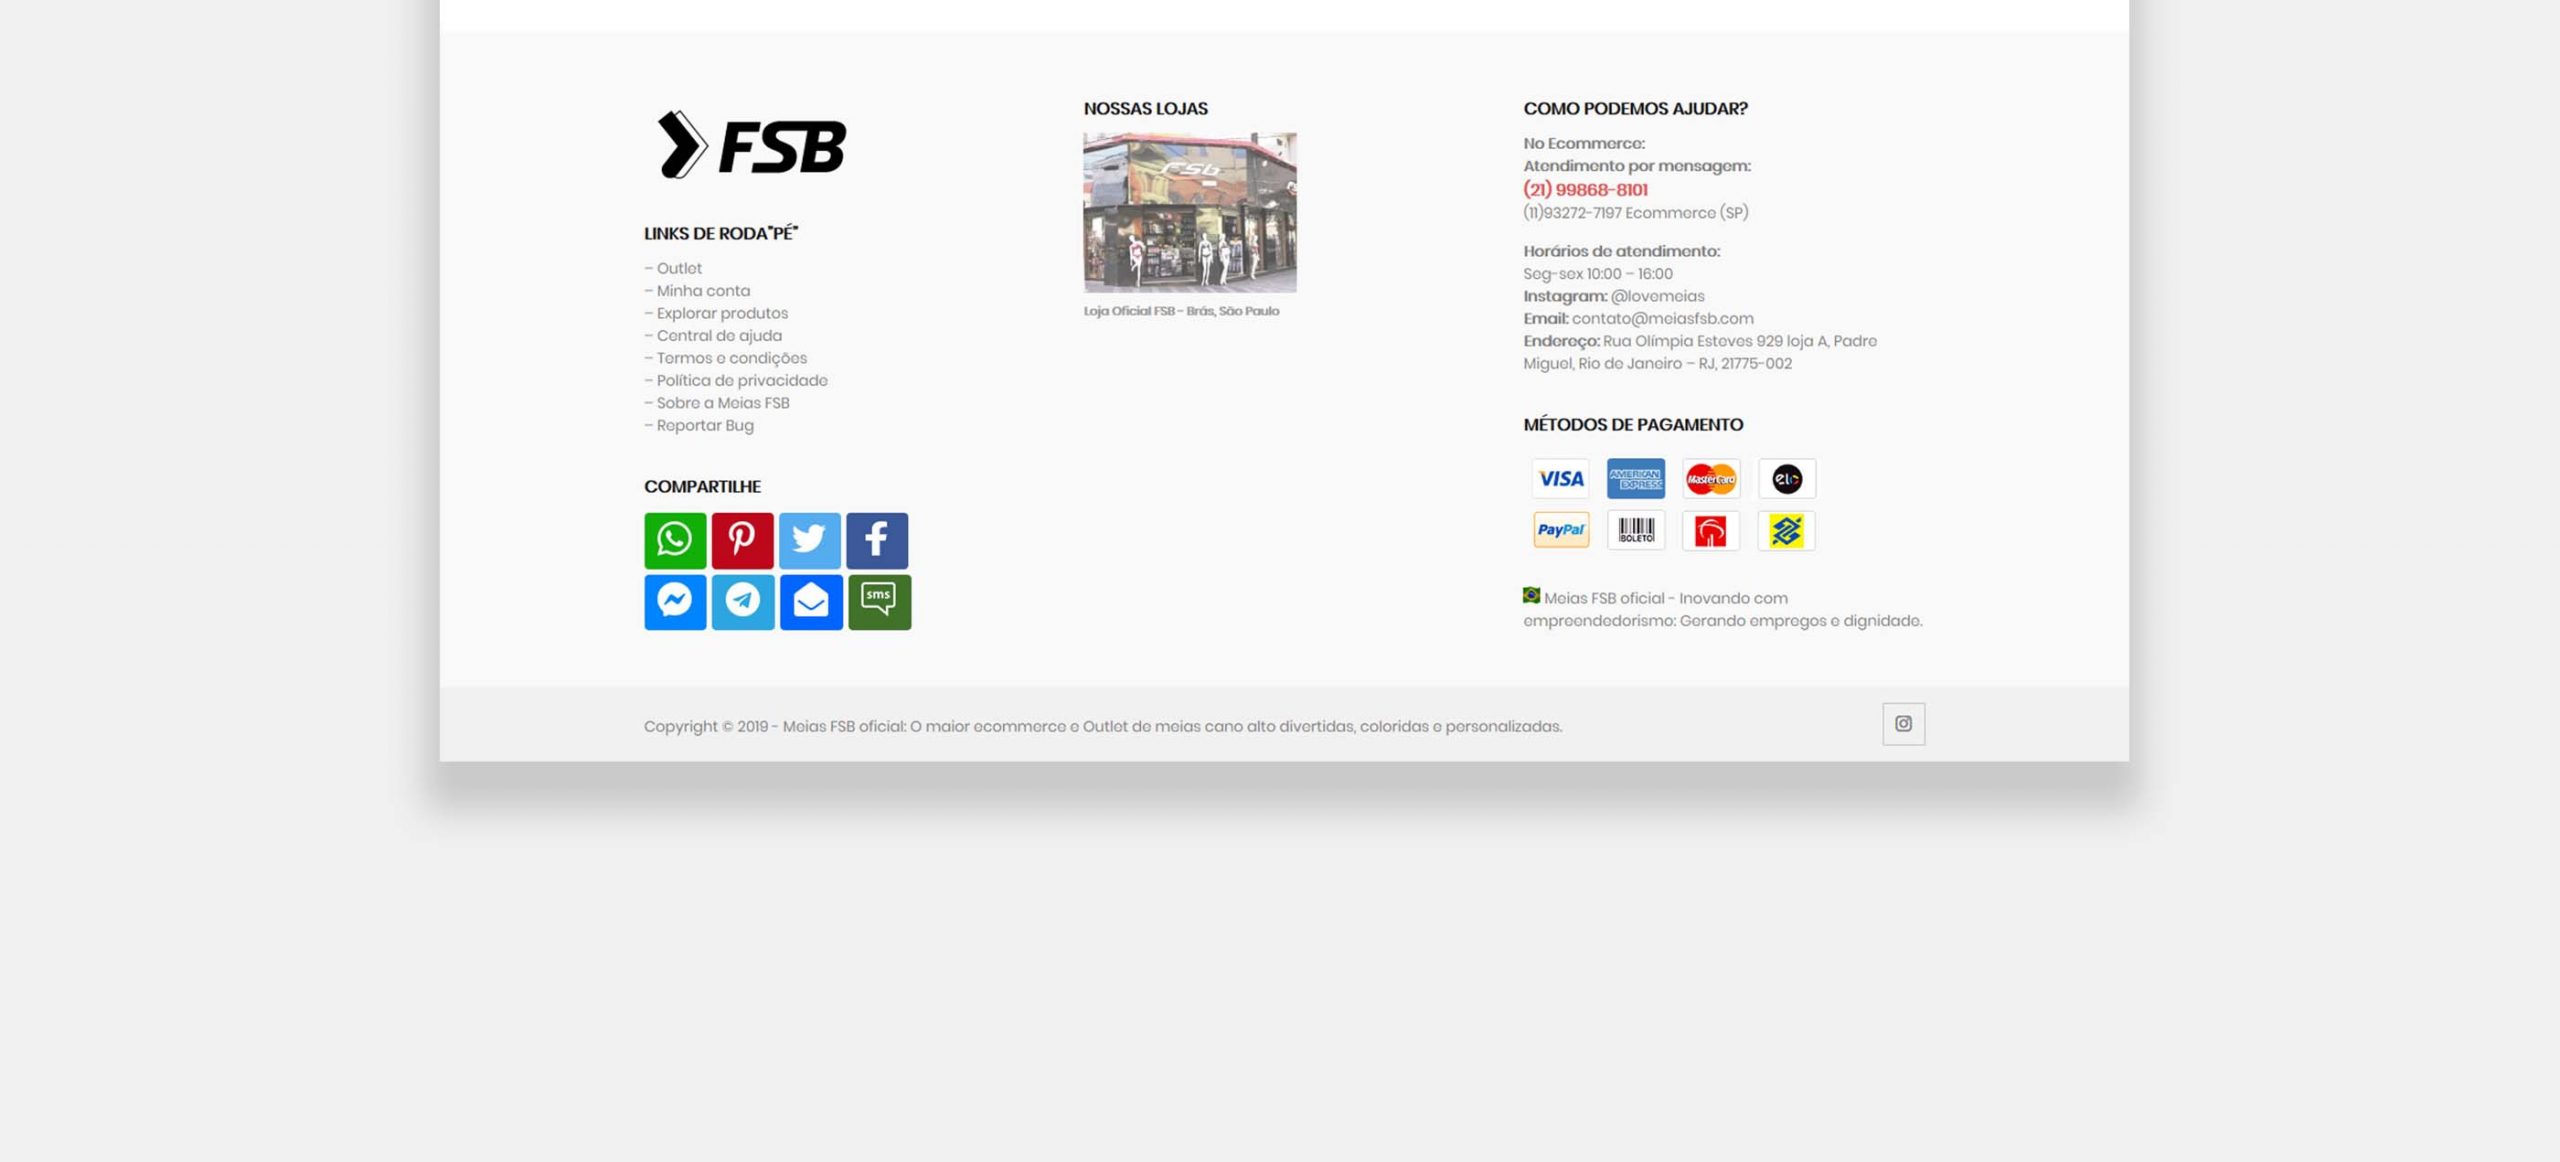 FSB
LINKS DE RODA"PÉ"
– Outlet
– Minha conta
– Explorar produtos
– Central de ajuda
– Termos e condições
– Política de privacidade
– Sobre a Meias FSB
– Reportar Bug
COMPARTILHE
sms
NOSSAS LOJAS
Fsb
Loja Oficial FSB - Brás, São Paulo
COMO PODEMOS AJUDAR?
No Ecommerce:
Atendimento por mensagem:
(21) 99868-8101
(11)93272-7197 Ecommerce (SP)
Horários de atendimento:
Seg-sex 10:00 – 16:00
Instagram: @lovemeias
Email: contato@meiasfsb.com
Endereço: Rua Olímpia Esteves 929 loja A, Padre
Miguel, Rio de Janeiro – RJ, 21775-002
MÉTODOS DE PAGAMENTO
VISA
AMERICAN
EXPRESS
MasterCard
elo
PayPal
BOLETO
Meias FSB oficial - Inovando com
empreendedorismo: Gerando empregos e dignidade.
Copyright © 2019 - Meias FSB oficial: O maior ecommerce e Outlet de meias cano alto divertidas, coloridas e personalizadas.